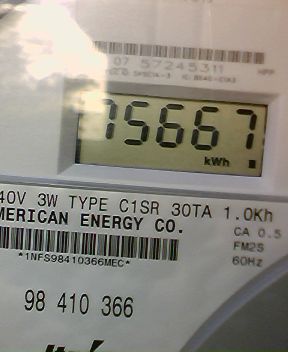 07 57245311
75667
kWh
40V 3W TYPE C1SR 30TA 1.0Kh
MERICAN ENERGY CO.
CA 0.5
FM2S
60Hz
*1NFS98410366MEC*
98 410 366